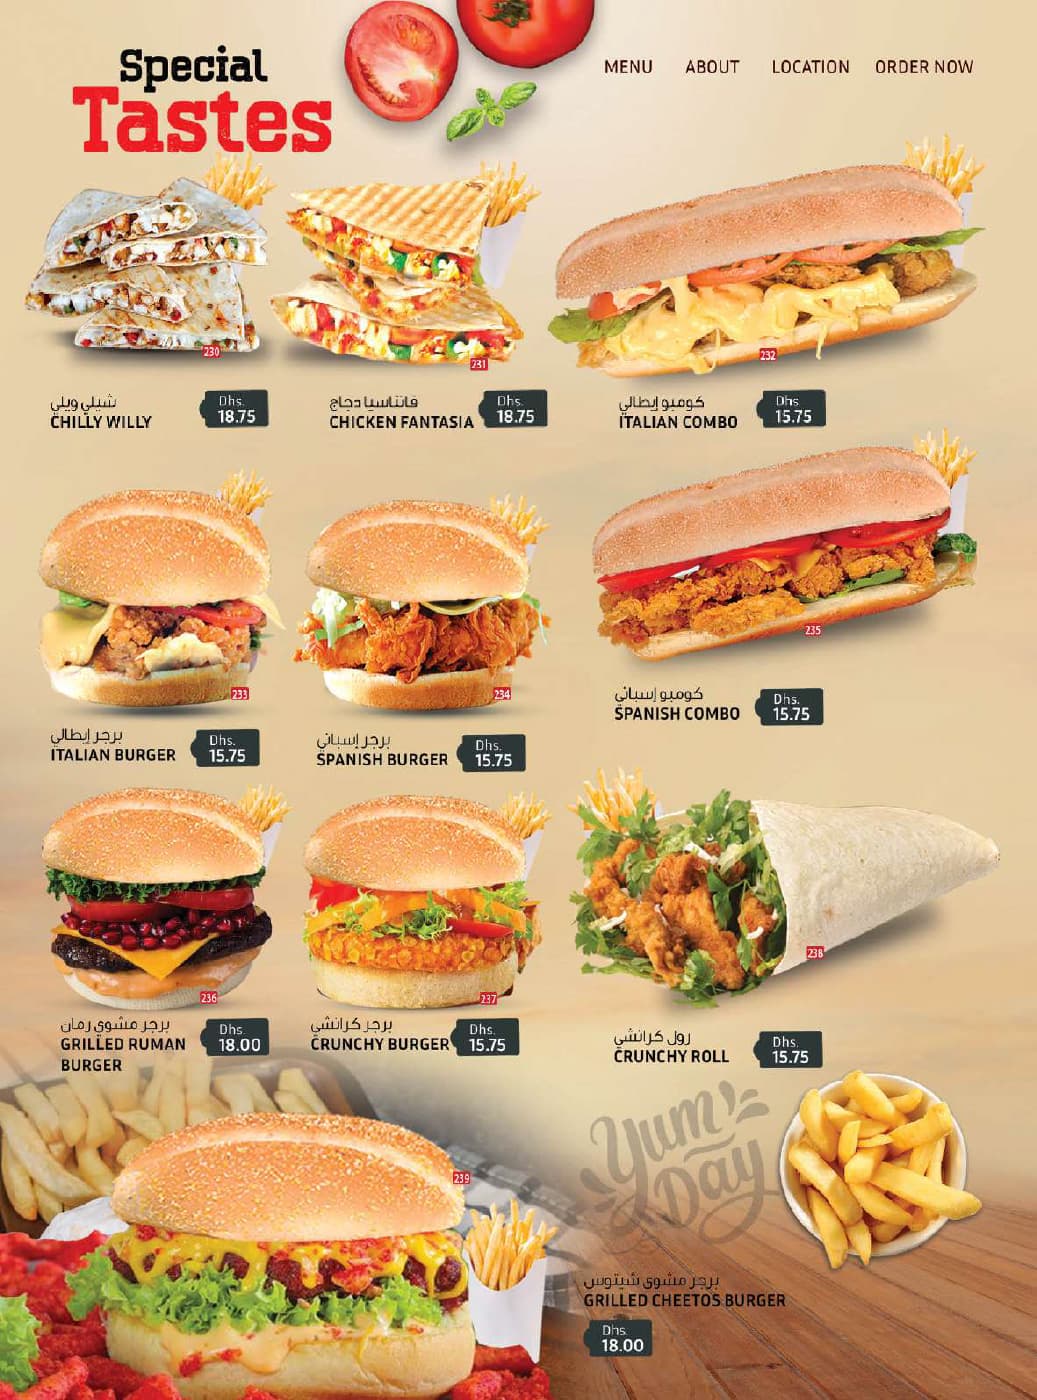 Special
Tastes
MENU ABOUT LOCATION ORDER NOW
230
شيلي ويلي
CHILLY WILLY
Dhs.
18.75
231
فانتاسيا دجاج
CHICKEN FANTASIA
Dhs.
18.75
232
كومبو إيطالي
ITALIAN COMBO
Dhs.
15.75
233
برجر إيطالي
ITALIAN BURGER
Dhs.
15.75
234
برجر إسباني
SPANISH BURGER
Dhs.
15.75
235
كومبو إسباني
SPANISH COMBO
Dhs.
15.75
236
برجر مشوي رمان
GRILLED RUMAN
BURGER
Dhs.
18.00
237
برجر كرانشي
CRUNCHY BURGER
Dhs.
15.75
238
رول كرانشي
CRUNCHY ROLL
Dhs.
15.75
Yum
Day
239
برجر مشوي شيتوس
GRILLED CHEETOS BURGER
Dhs.
18.00